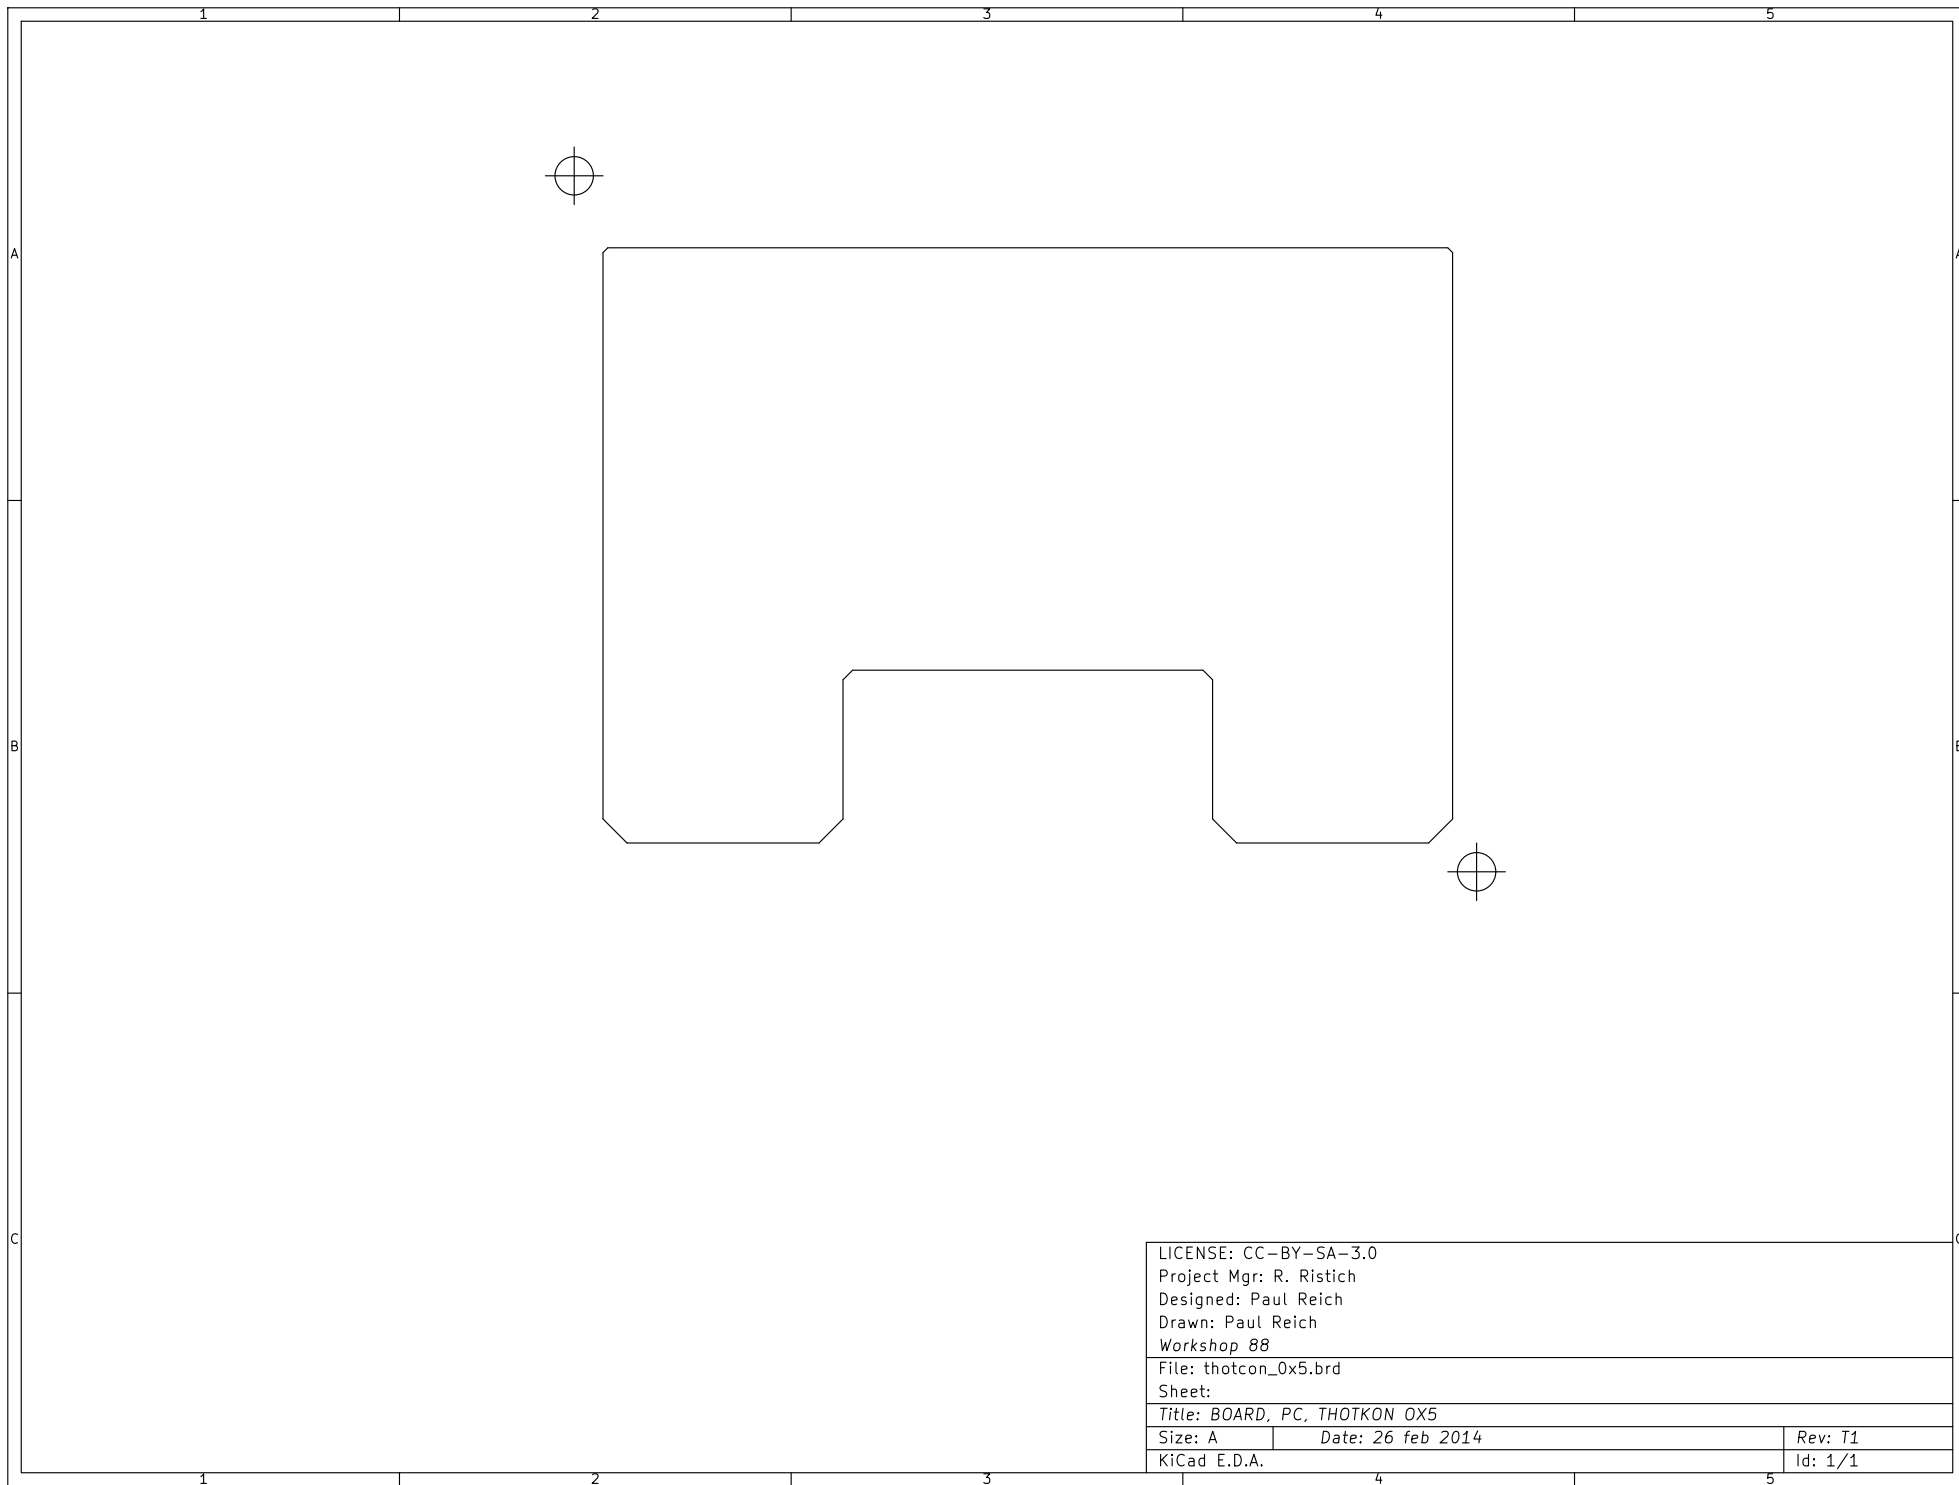 1 2 3 4 5
A A
B B
C C
LICENSE: CC-BY-SA-3.0
Project Mgr: R. Ristich
Designed: Paul Reich
Drawn: Paul Reich
Workshop 88
File: thotcon_0x5.brd
Sheet:
Title: BOARD, PC, THOTKON 0X5
Size: A Date: 26 feb 2014 Rev: T1
KiCad E.D.A. Id: 1/1
1 2 3 4 5